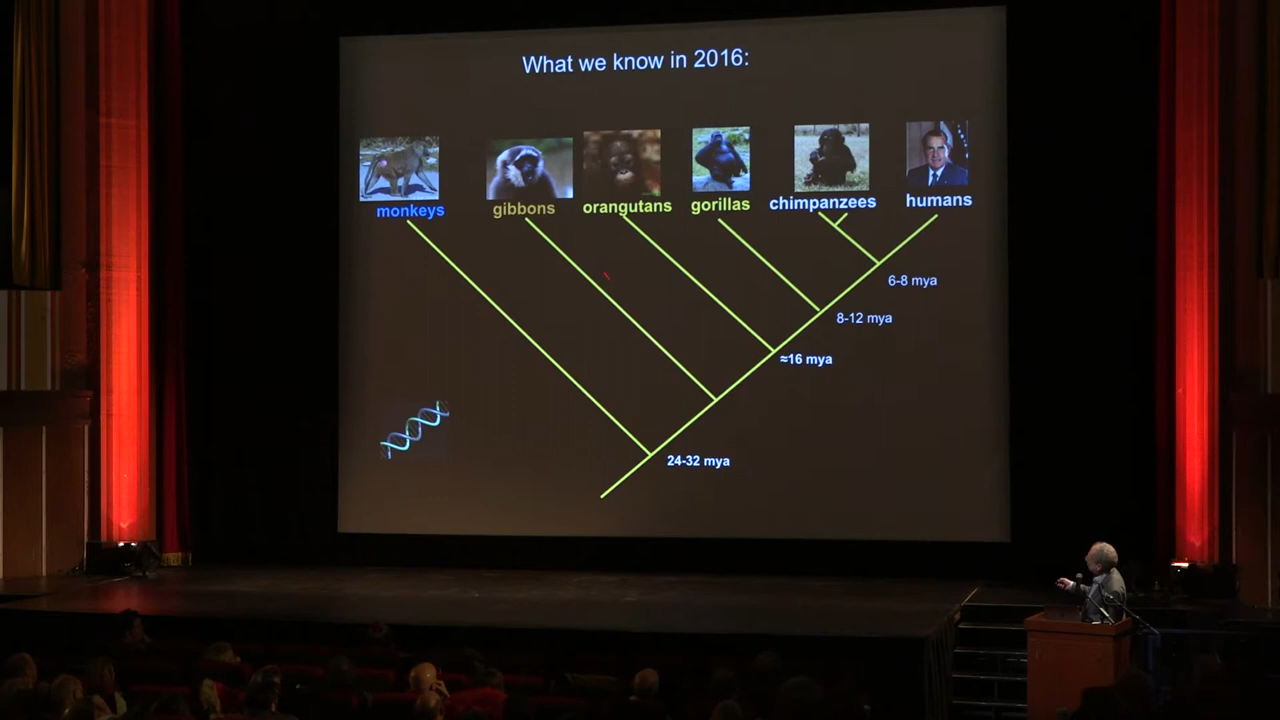 What we know in 2016:
monkeys
gibbons
orangutans
gorillas
chimpanzees
humans
6-8 mya
8-12 mya
≈16 mya
24-32 mya